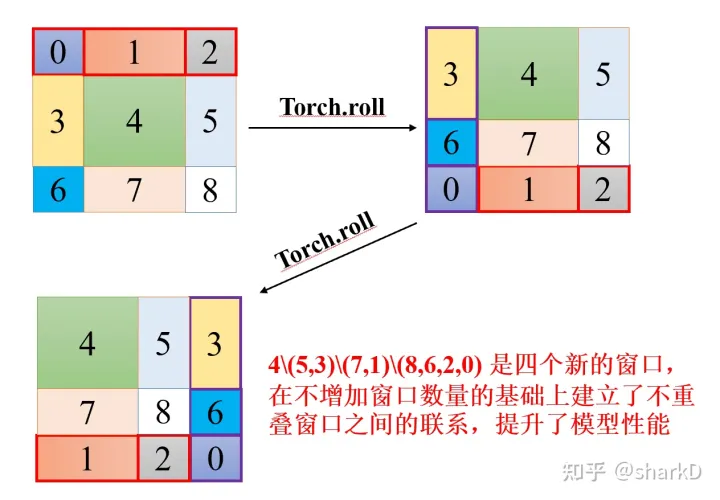 0 1 2
3 4 5
6 7 8
Torch.roll
3 4 5
6 7 8
0 1 2
Torch.roll
4 5 3
7 8 6
1 2 0
4\(5,3)\(7,1)\(8,6,2,0) 是四个新的窗口，
在不增加窗口数量的基础上建立了不重
叠窗口之间的联系，提升了模型性能
知乎 @sharkD